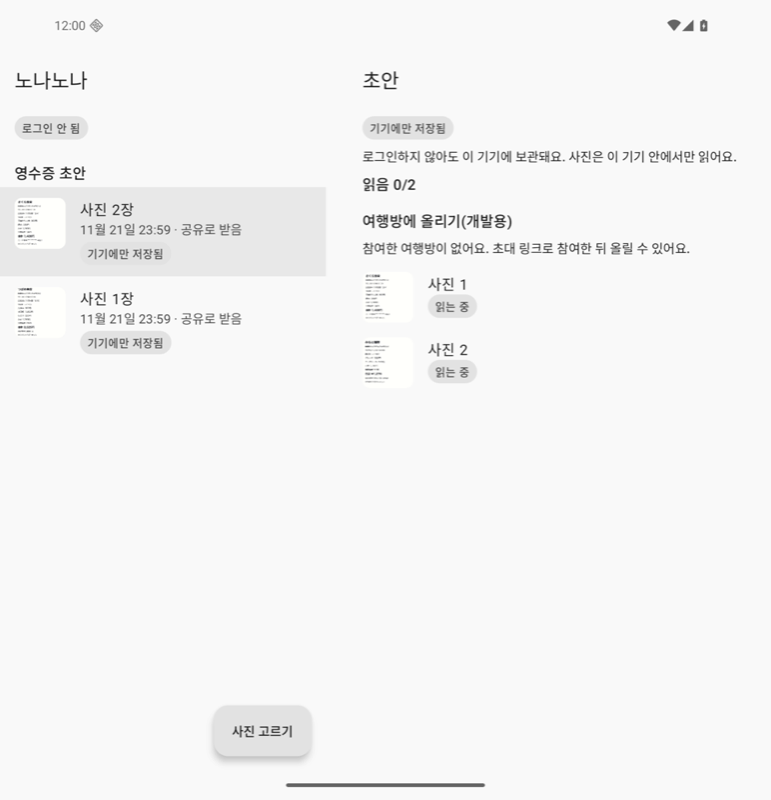 12:00
노나노나
로그인 안 됨
영수증 초안
사진 2장
11월 21일 23:59 · 공유로 받음
기기에만 저장됨
사진 1장
11월 21일 23:59 · 공유로 받음
기기에만 저장됨
사진 고르기
초안
기기에만 저장됨
로그인하지 않아도 이 기기에 보관돼요. 사진은 이 기기 안에서만 읽어요.
읽음 0/2
여행방에 올리기(개발용)
참여한 여행방이 없어요. 초대 링크로 참여한 뒤 올릴 수 있어요.
사진 1
읽는 중
사진 2
읽는 중